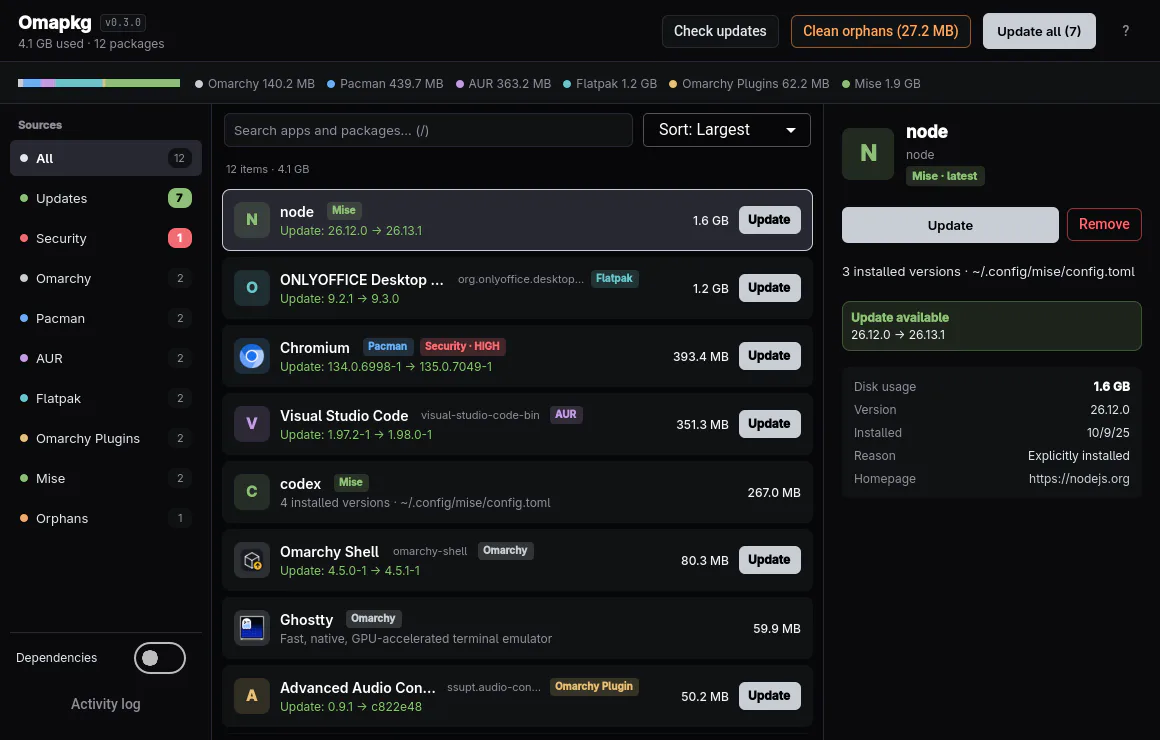 Omapkg v0.3.0
4.1 GB used · 12 packages
Check updates
Clean orphans (27.2 MB)
Update all (7)
?
Omarchy 140.2 MB
Pacman 439.7 MB
AUR 363.2 MB
Flatpak 1.2 GB
Omarchy Plugins 62.2 MB
Mise 1.9 GB
Sources
All 12
Updates 7
Security 1
Omarchy 2
Pacman 2
AUR 2
Flatpak 2
Omarchy Plugins 2
Mise 2
Orphans 1
Dependencies
Activity log
Search apps and packages... (/)
Sort: Largest
12 items · 4.1 GB
N
node Mise
Update: 26.12.0 → 26.13.1
1.6 GB
Update
O
ONLYOFFICE Desktop ... org.onlyoffice.desktop... Flatpak
Update: 9.2.1 → 9.3.0
1.2 GB
Update
Chromium Pacman Security · HIGH
Update: 134.0.6998-1 → 135.0.7049-1
393.4 MB
Update
V
Visual Studio Code visual-studio-code-bin AUR
Update: 1.97.2-1 → 1.98.0-1
351.3 MB
Update
C
codex Mise
4 installed versions · ~/.config/mise/config.toml
267.0 MB
Omarchy Shell omarchy-shell Omarchy
Update: 4.5.0-1 → 4.5.1-1
80.3 MB
Update
Ghostty Omarchy
Fast, native, GPU-accelerated terminal emulator
59.9 MB
A
Advanced Audio Con... ssupt.audio-con... Omarchy Plugin
Update: 0.9.1 → c822e48
50.2 MB
Update
N
node
node
Mise · latest
Update
Remove
3 installed versions · ~/.config/mise/config.toml
Update available
26.12.0 → 26.13.1
Disk usage 1.6 GB
Version 26.12.0
Installed 10/9/25
Reason Explicitly installed
Homepage https://nodejs.org